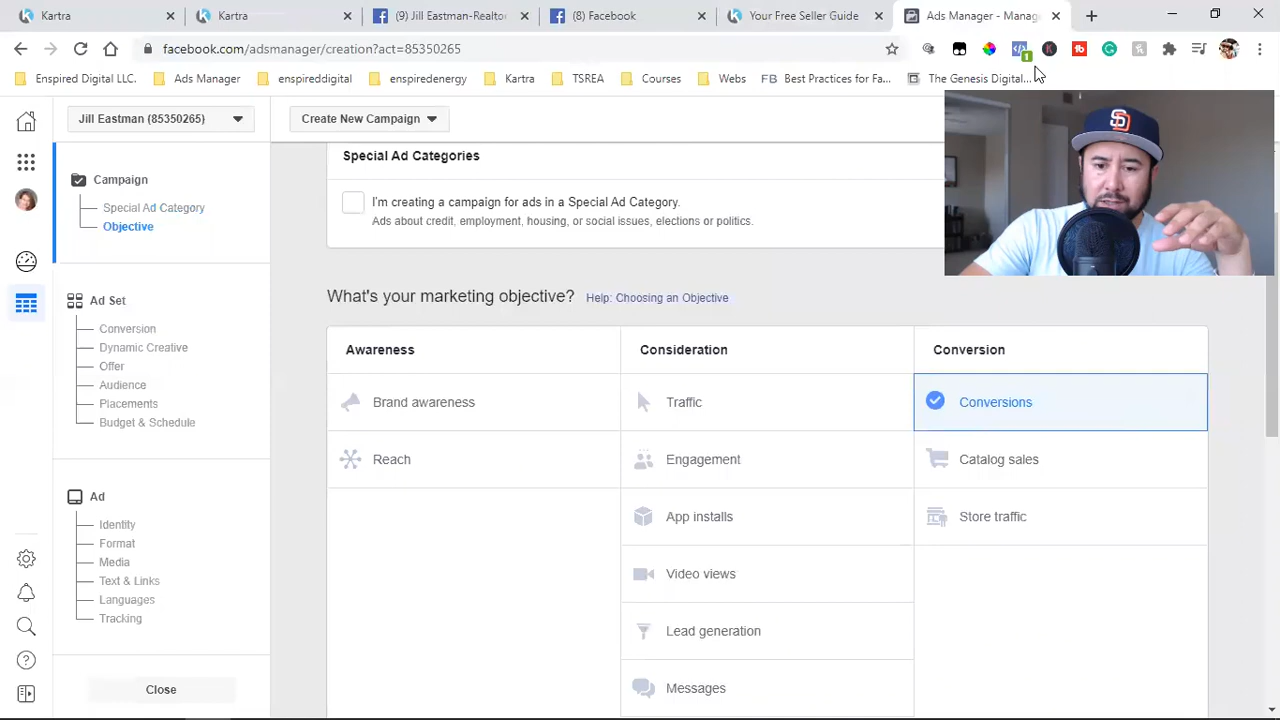 Kartra
Kartra
(9) Jill Eastman-Realto
(8) Facebook
Your Free Seller Guide
Ads Manager - Manag
facebook.com/adsmanager/creation?act=85350265
1
Enspired Digital LLC.
Ads Manager
enspireddigital
enspiredenergy
Kartra
TSREA
Courses
Webs
FB Best Practices for Fa...
The Genesis Digital...
Jill Eastman (85350265)
Create New Campaign
Campaign
Special Ad Category
Objective
Ad Set
Conversion
Dynamic Creative
Offer
Audience
Placements
Budget & Schedule
Ad
Identity
Format
Media
Text & Links
Languages
Tracking
Close
Special Ad Categories
I'm creating a campaign for ads in a Special Ad Category.
Ads about credit, employment, housing, or social issues, elections or politics.
What's your marketing objective? Help: Choosing an Objective
Awareness
Consideration
Conversion
Brand awareness
Traffic
Conversions
Reach
Engagement
Catalog sales
App installs
Store traffic
Video views
Lead generation
Messages
SD